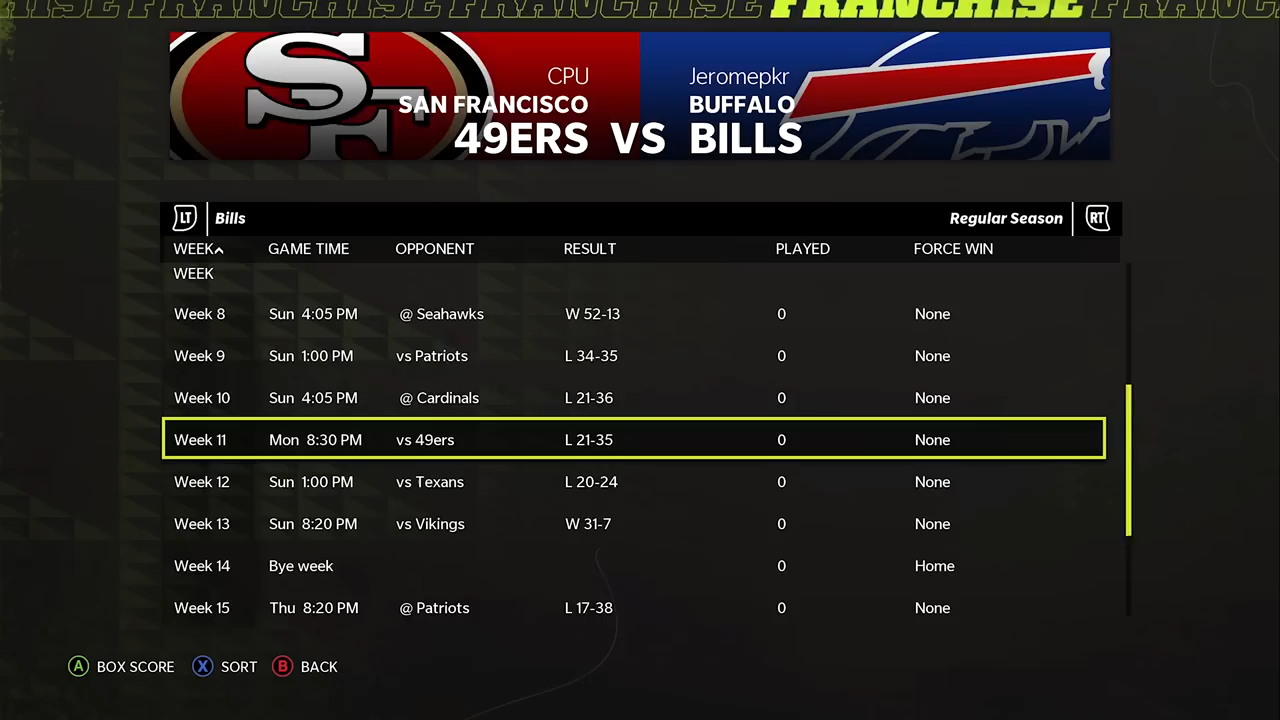 FRANCHISE FRANCHISE FRANCHISE FRANCHISE
SF
CPU
SAN FRANCISCO
49ERS
VS
Jeromepkr
BUFFALO
BILLS
LT Bills Regular Season RT
WEEK GAME TIME OPPONENT RESULT PLAYED FORCE WIN
WEEK
Week 8 Sun 4:05 PM @ Seahawks W 52-13 0 None
Week 9 Sun 1:00 PM vs Patriots L 34-35 0 None
Week 10 Sun 4:05 PM @ Cardinals L 21-36 0 None
Week 11 Mon 8:30 PM vs 49ers L 21-35 0 None
Week 12 Sun 1:00 PM vs Texans L 20-24 0 None
Week 13 Sun 8:20 PM vs Vikings W 31-7 0 None
Week 14 Bye week 0 Home
Week 15 Thu 8:20 PM @ Patriots L 17-38 0 None
A BOX SCORE X SORT B BACK